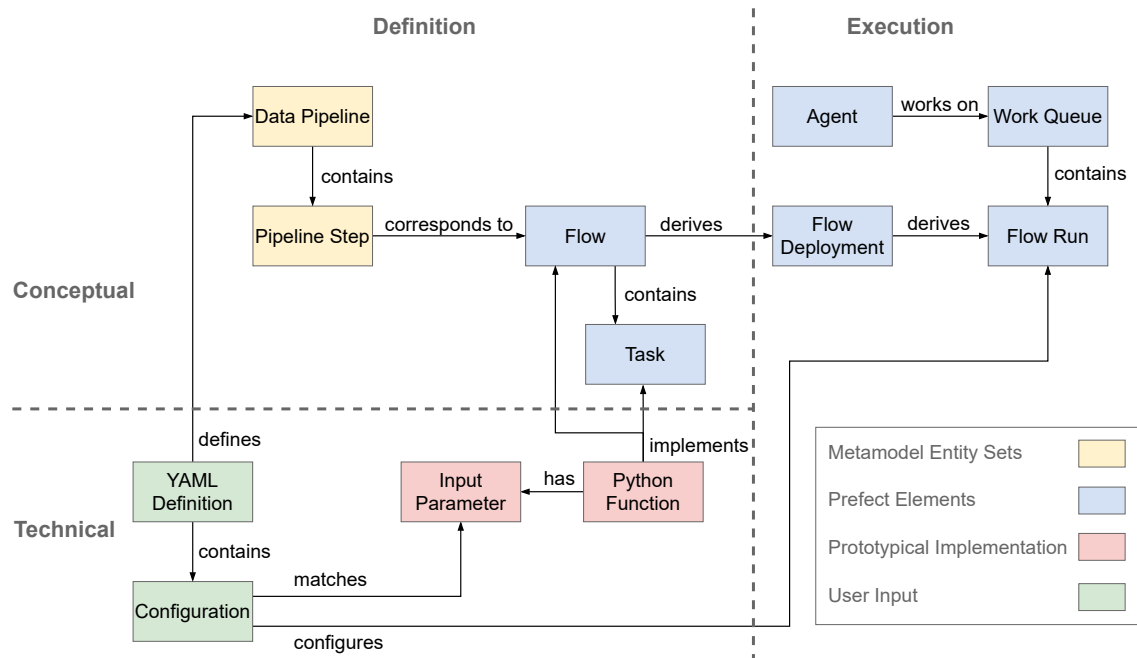 Definition
Execution
Data Pipeline
Agent
works on
Work Queue
contains
contains
Pipeline Step
corresponds to
Flow
derives
Flow
Deployment
derives
Flow Run
Conceptual
contains
Task
defines
implements
YAML
Definition
Input
Parameter
has
Python
Function
Technical
contains
matches
Configuration
configures
Metamodel Entity Sets
Prefect Elements
Prototypical Implementation
User Input